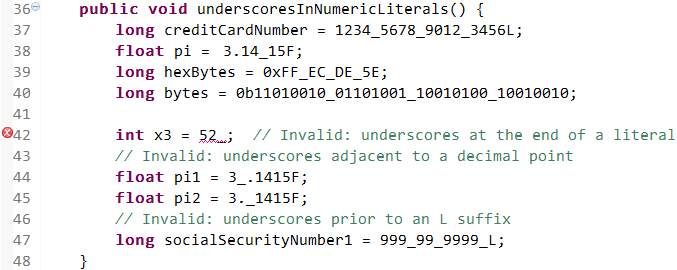 36 public void underscoresInNumericLiterals() {
37 long creditCardNumber = 1234_5678_9012_3456L;
38 float pi = 3.14_15F;
39 long hexBytes = 0xFF_EC_DE_5E;
40 long bytes = 0b11010010_01101001_10010100_10010010;
41
42 int x3 = 52_; // Invalid: underscores at the end of a literal
43 // Invalid: underscores adjacent to a decimal point
44 float pi1 = 3_.1415F;
45 float pi2 = 3._1415F;
46 // Invalid: underscores prior to an L suffix
47 long socialSecurityNumber1 = 999_99_9999_L;
48 }